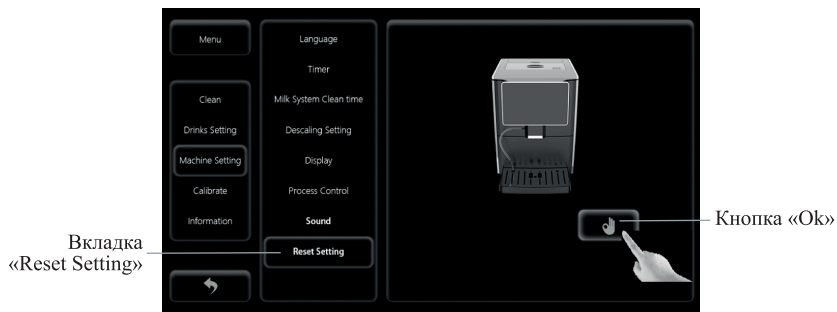 Menu
Clean
Drinks Setting
Machine Setting
Calibrate
Information
Language
Timer
Milk System Clean time
Descaling Setting
Display
Process Control
Sound
Reset Setting
Вкладка
«Reset Setting»
Кнопка «Ok»